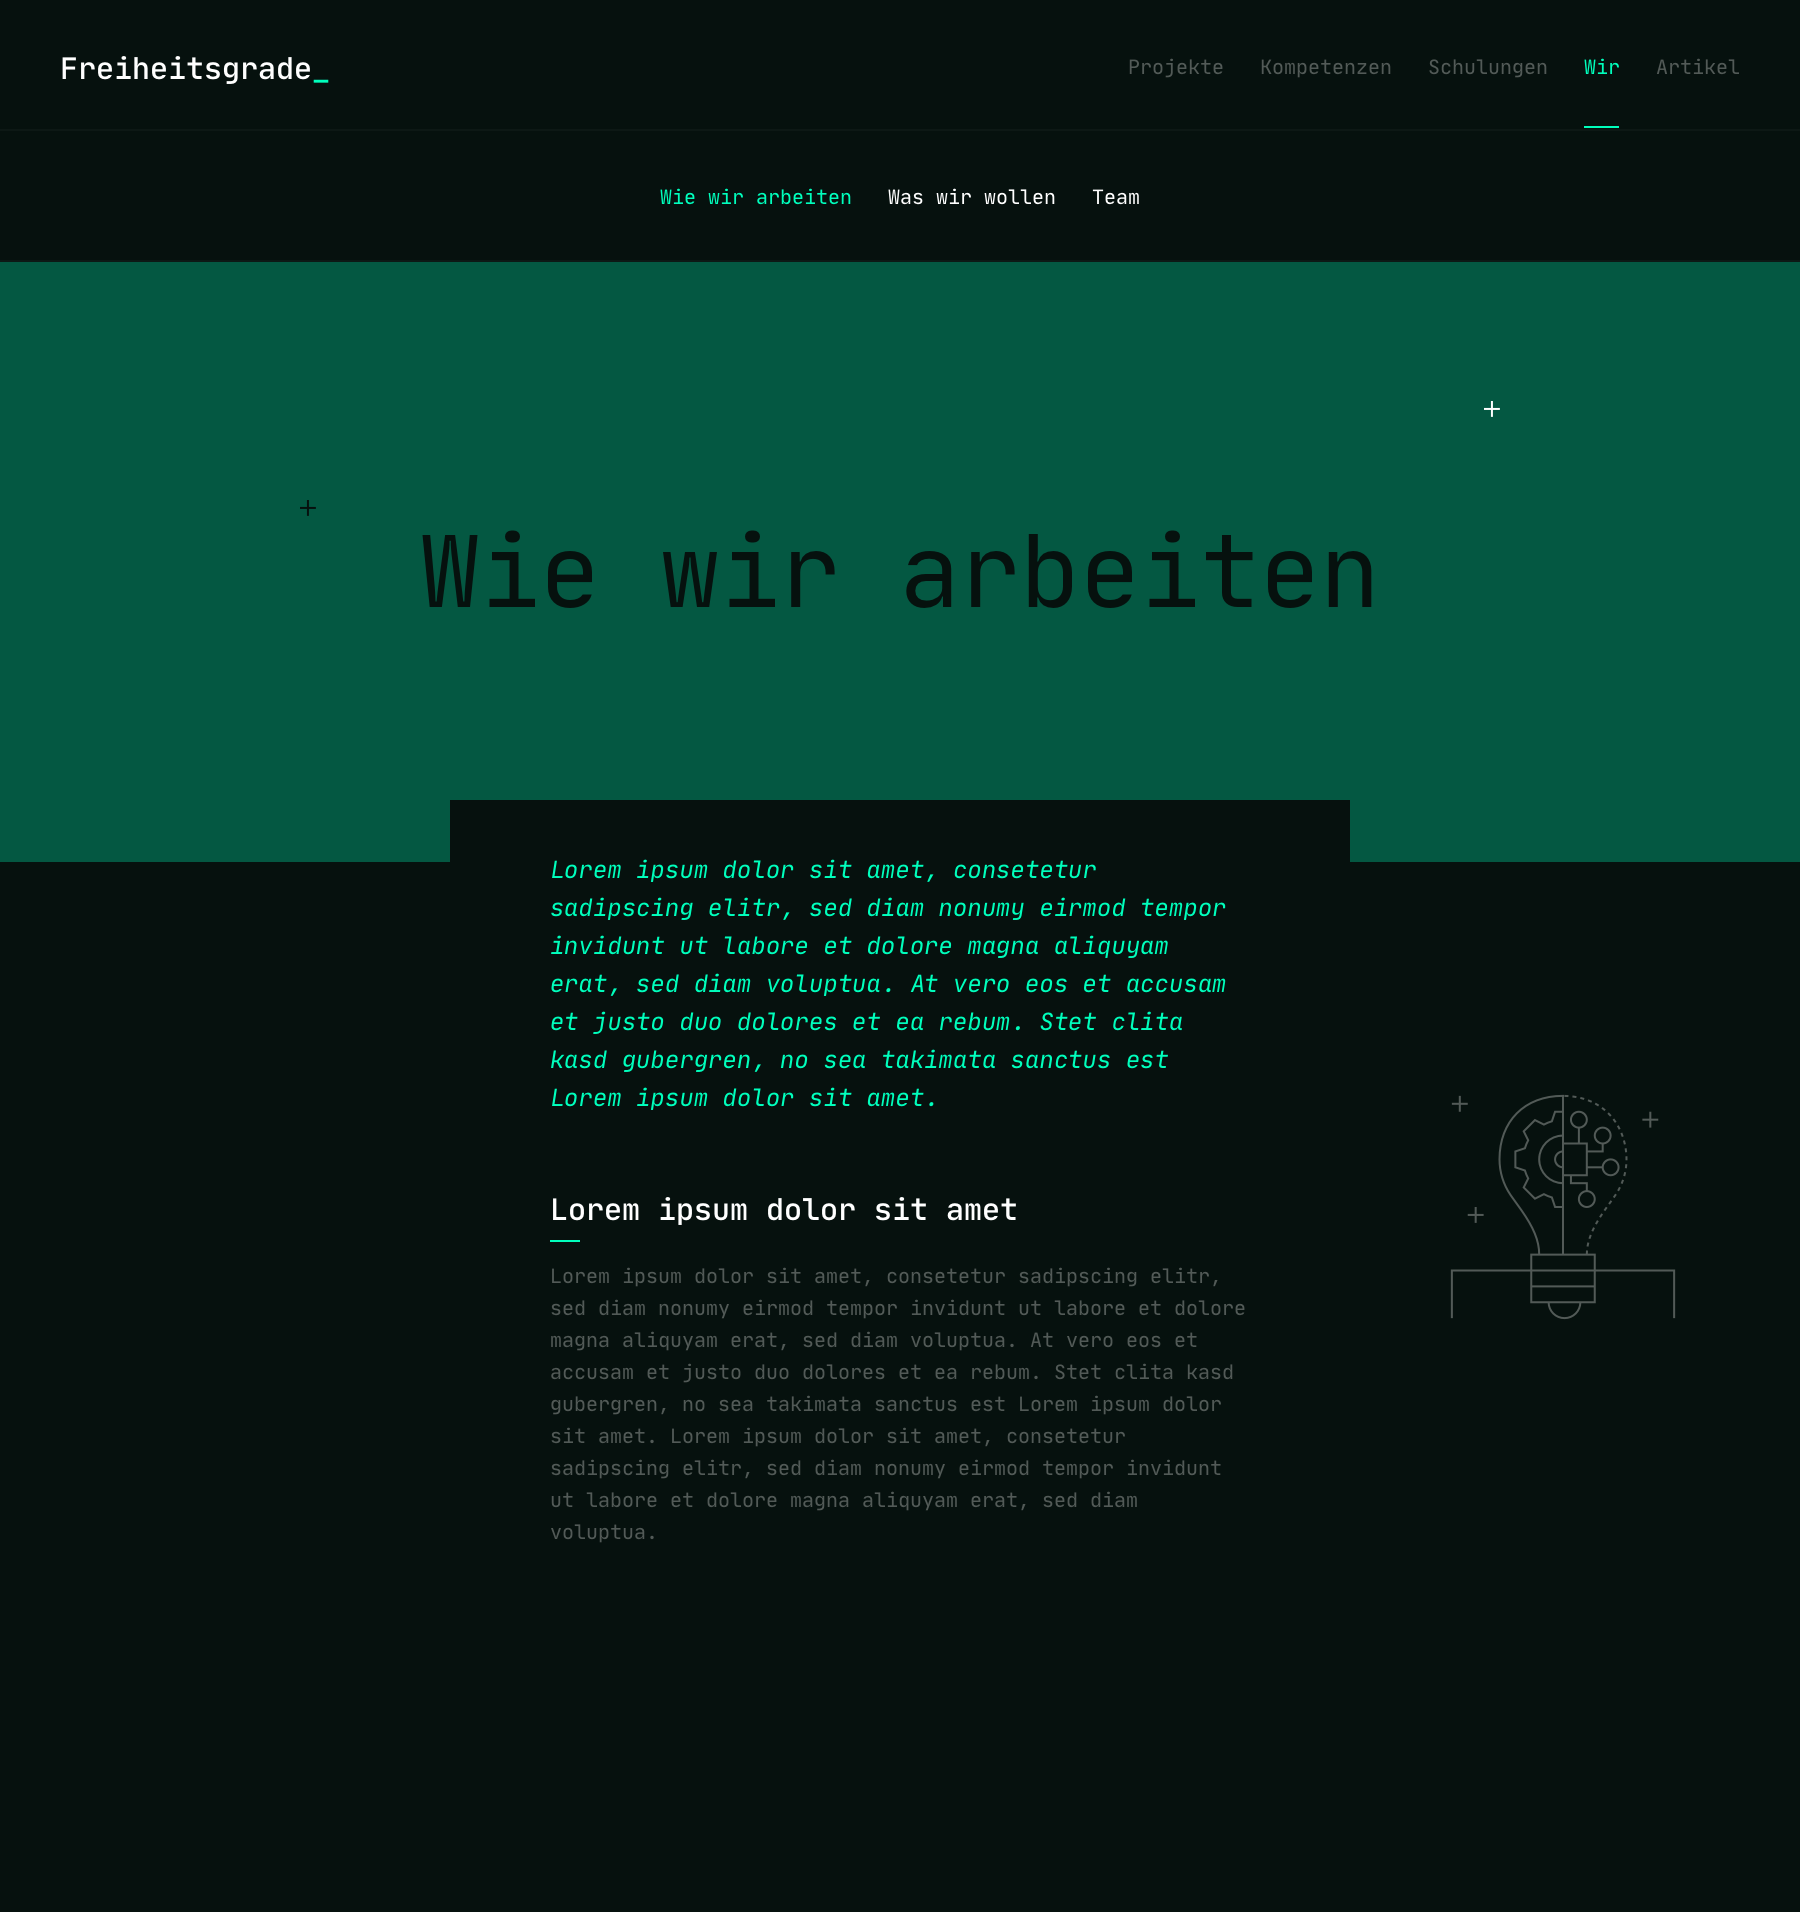 Freiheitsgrade_
Projekte Kompetenzen Schulungen Wir Artikel
Wie wir arbeiten Was wir wollen Team
Wie wir arbeiten
Lorem ipsum dolor sit amet, consetetur
sadipscing elitr, sed diam nonumy eirmod tempor
invidunt ut labore et dolore magna aliquyam
erat, sed diam voluptua. At vero eos et accusam
et justo duo dolores et ea rebum. Stet clita
kasd gubergren, no sea takimata sanctus est
Lorem ipsum dolor sit amet.
Lorem ipsum dolor sit amet
Lorem ipsum dolor sit amet, consetetur sadipscing elitr,
sed diam nonumy eirmod tempor invidunt ut labore et dolore
magna aliquyam erat, sed diam voluptua. At vero eos et
accusam et justo duo dolores et ea rebum. Stet clita kasd
gubergren, no sea takimata sanctus est Lorem ipsum dolor
sit amet. Lorem ipsum dolor sit amet, consetetur
sadipscing elitr, sed diam nonumy eirmod tempor invidunt
ut labore et dolore magna aliquyam erat, sed diam
voluptua.